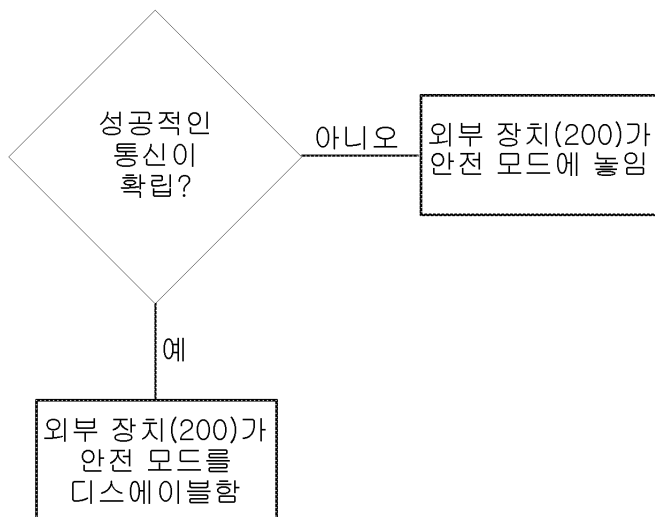 성공적인
통신이
확립?
아니오
외부 장치(200)가
안전 모드에 놓임
예
외부 장치(200)가
안전 모드를
디스에이블함